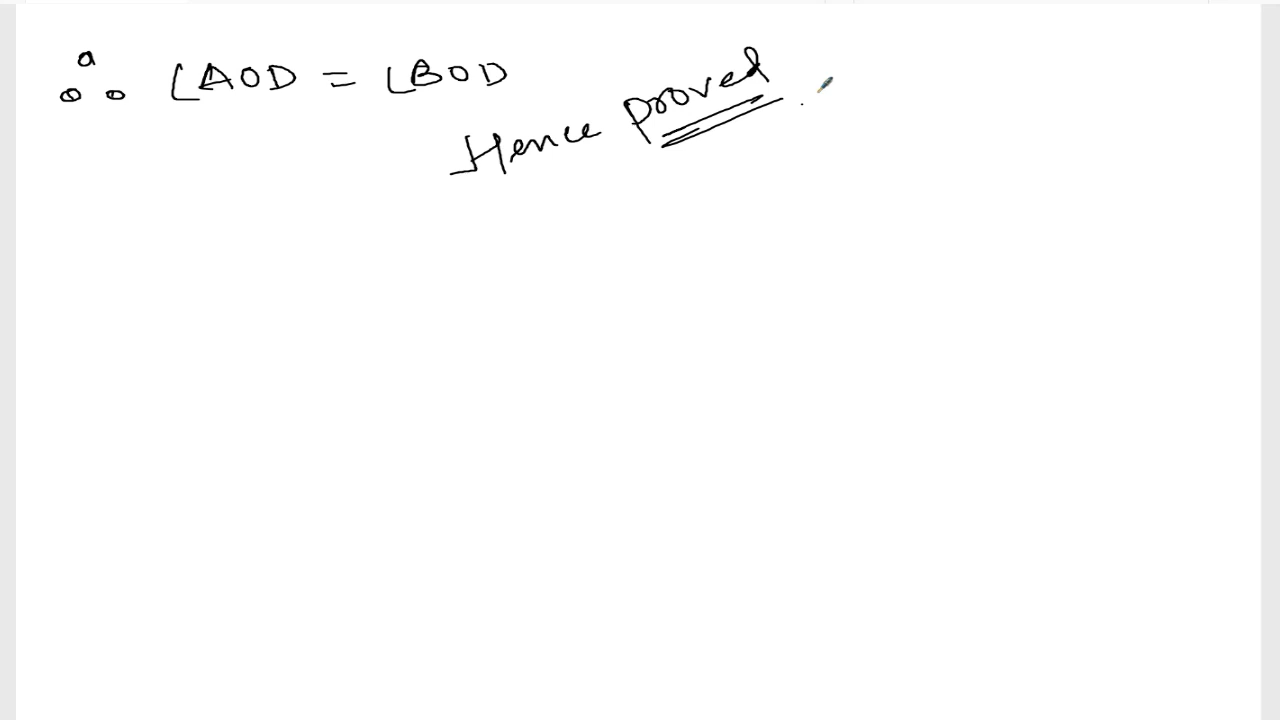 ∴ ∠AOD = ∠BOD
Hence proved.